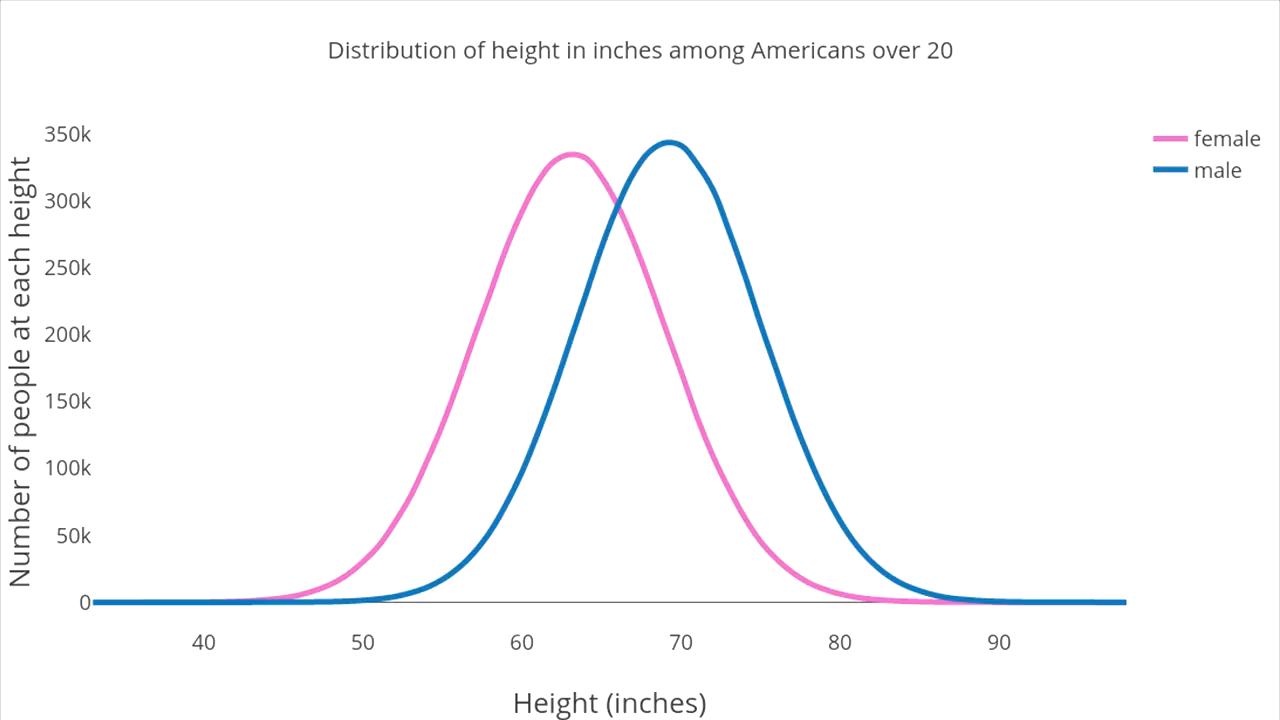 Distribution of height in inches among Americans over 20
female
male
Number of people at each height
350k
300k
250k
200k
150k
100k
50k
0
40
50
60
70
80
90
Height (inches)